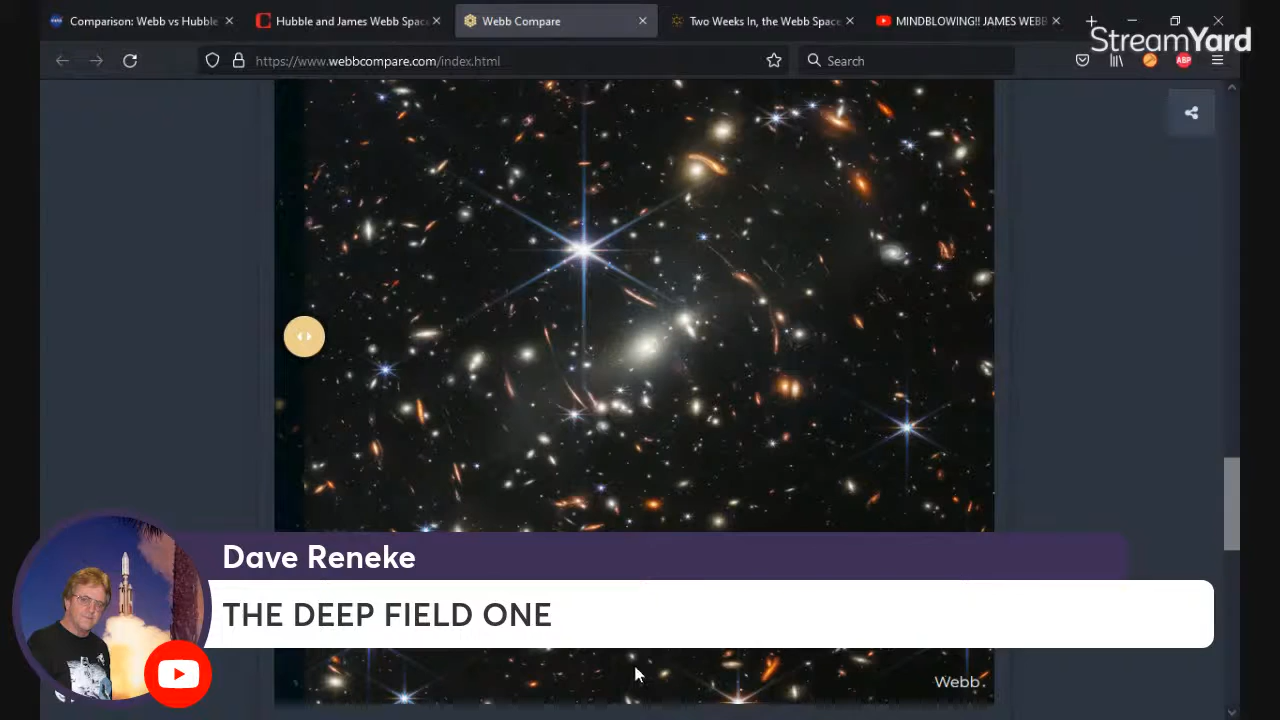 Comparison: Webb vs Hubble
Hubble and James Webb Spac
Webb Compare
Two Weeks In, the Webb Space
MINDBLOWING!! JAMES WEBB
StreamYard
https://www.webbcompare.com/index.html
Search
ABP
Dave Reneke
THE DEEP FIELD ONE
Webb